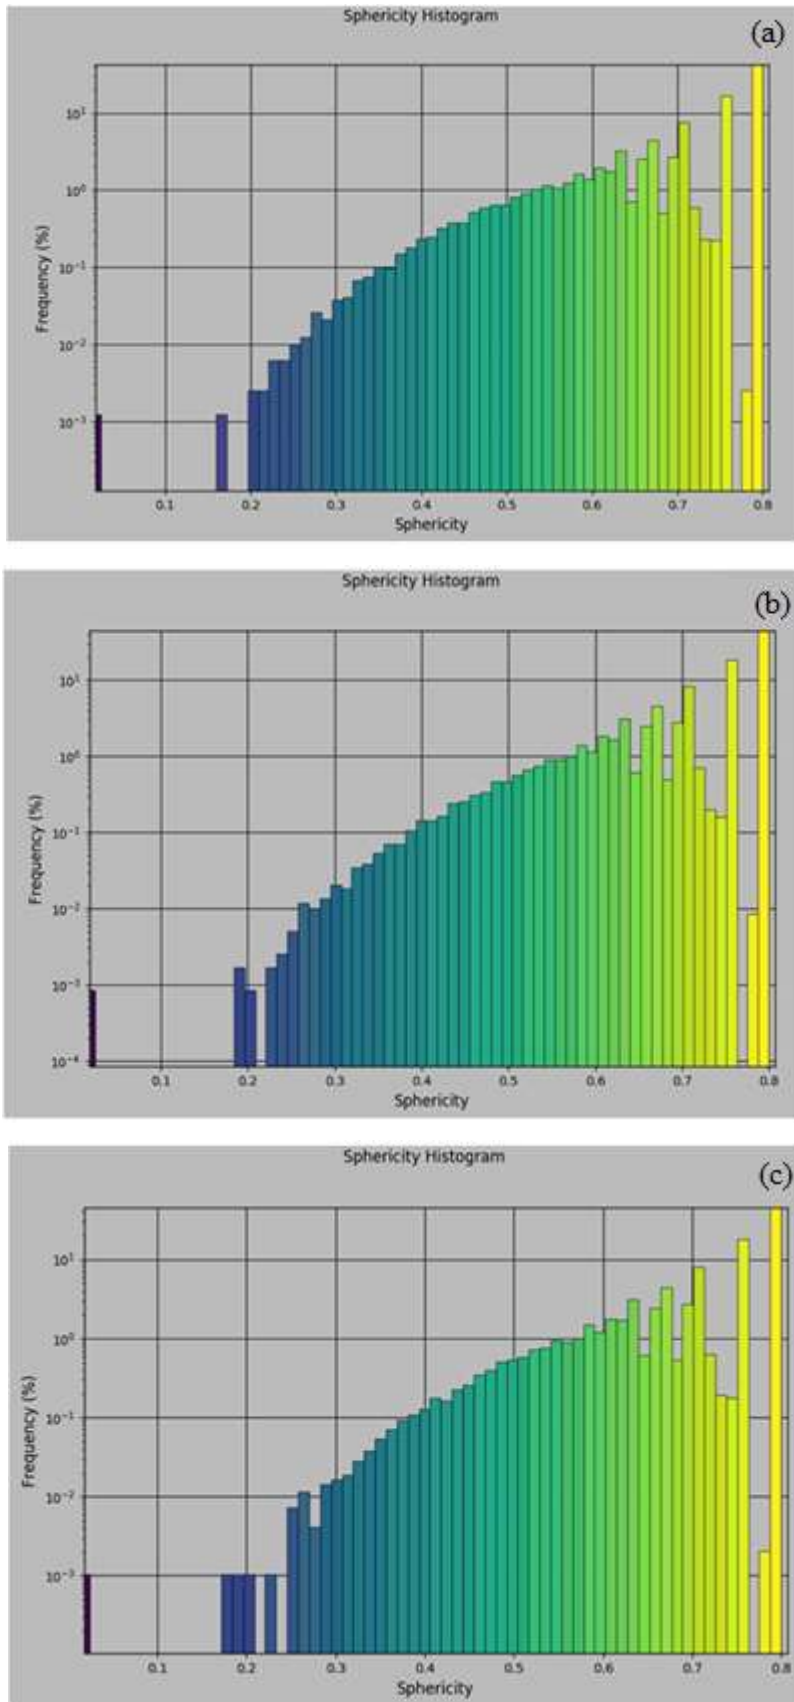 Sphericity Histogram
(a)
Frequency (%)
10¹
10⁰
10⁻¹
10⁻²
10⁻³
0.1 0.2 0.3 0.4 0.5 0.6 0.7 0.8
Sphericity
Sphericity Histogram
(b)
Frequency (%)
10¹
10⁰
10⁻¹
10⁻²
10⁻³
10⁻⁴
0.1 0.2 0.3 0.4 0.5 0.6 0.7 0.8
Sphericity
Sphericity Histogram
(c)
Frequency (%)
10¹
10⁰
10⁻¹
10⁻²
10⁻³
0.1 0.2 0.3 0.4 0.5 0.6 0.7 0.8
Sphericity